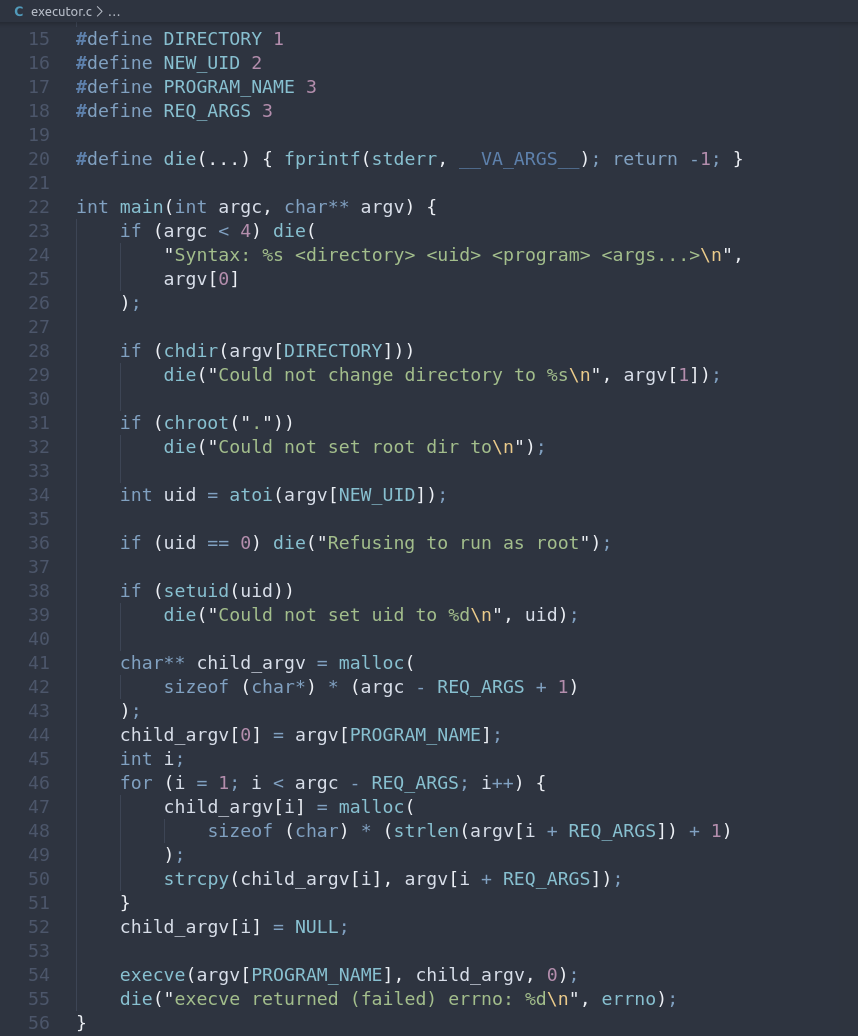 C executor.c > ...
15 #define DIRECTORY 1
16 #define NEW_UID 2
17 #define PROGRAM_NAME 3
18 #define REQ_ARGS 3
19
20 #define die(...) { fprintf(stderr, __VA_ARGS__); return -1; }
21
22 int main(int argc, char** argv) {
23     if (argc < 4) die(
24         "Syntax: %s <directory> <uid> <program> <args...>\n",
25         argv[0]
26     );
27
28     if (chdir(argv[DIRECTORY]))
29         die("Could not change directory to %s\n", argv[1]);
30
31     if (chroot("."))
32         die("Could not set root dir to\n");
33
34     int uid = atoi(argv[NEW_UID]);
35
36     if (uid == 0) die("Refusing to run as root");
37
38     if (setuid(uid))
39         die("Could not set uid to %d\n", uid);
40
41     char** child_argv = malloc(
42         sizeof (char*) * (argc - REQ_ARGS + 1)
43     );
44     child_argv[0] = argv[PROGRAM_NAME];
45     int i;
46     for (i = 1; i < argc - REQ_ARGS; i++) {
47         child_argv[i] = malloc(
48             sizeof (char) * (strlen(argv[i + REQ_ARGS]) + 1)
49         );
50         strcpy(child_argv[i], argv[i + REQ_ARGS]);
51     }
52     child_argv[i] = NULL;
53
54     execve(argv[PROGRAM_NAME], child_argv, 0);
55     die("execve returned (failed) errno: %d\n", errno);
56 }